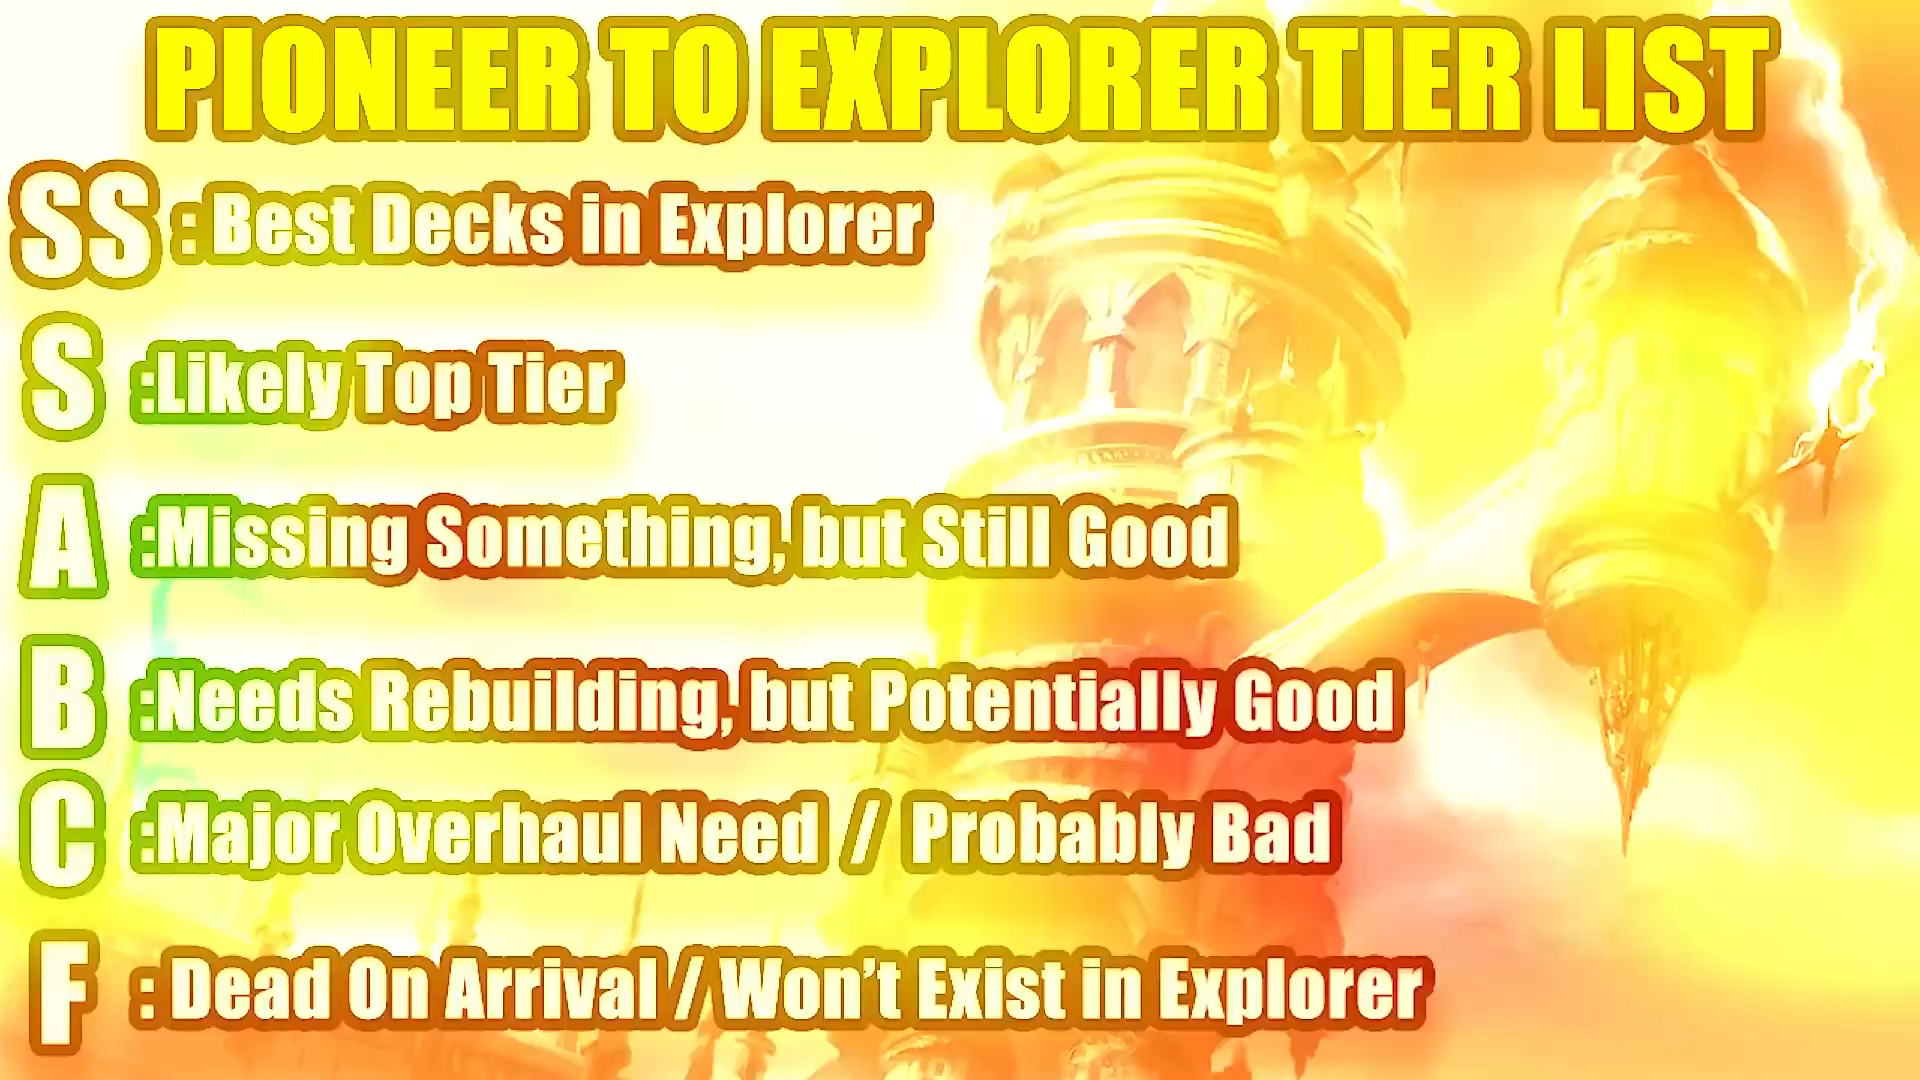 PIONEER TO EXPLORER TIER LIST
SS : Best Decks in Explorer
S :Likely Top Tier
A :Missing Something, but Still Good
B :Needs Rebuilding, but Potentially Good
C :Major Overhaul Need / Probably Bad
F : Dead On Arrival / Won't Exist in Explorer